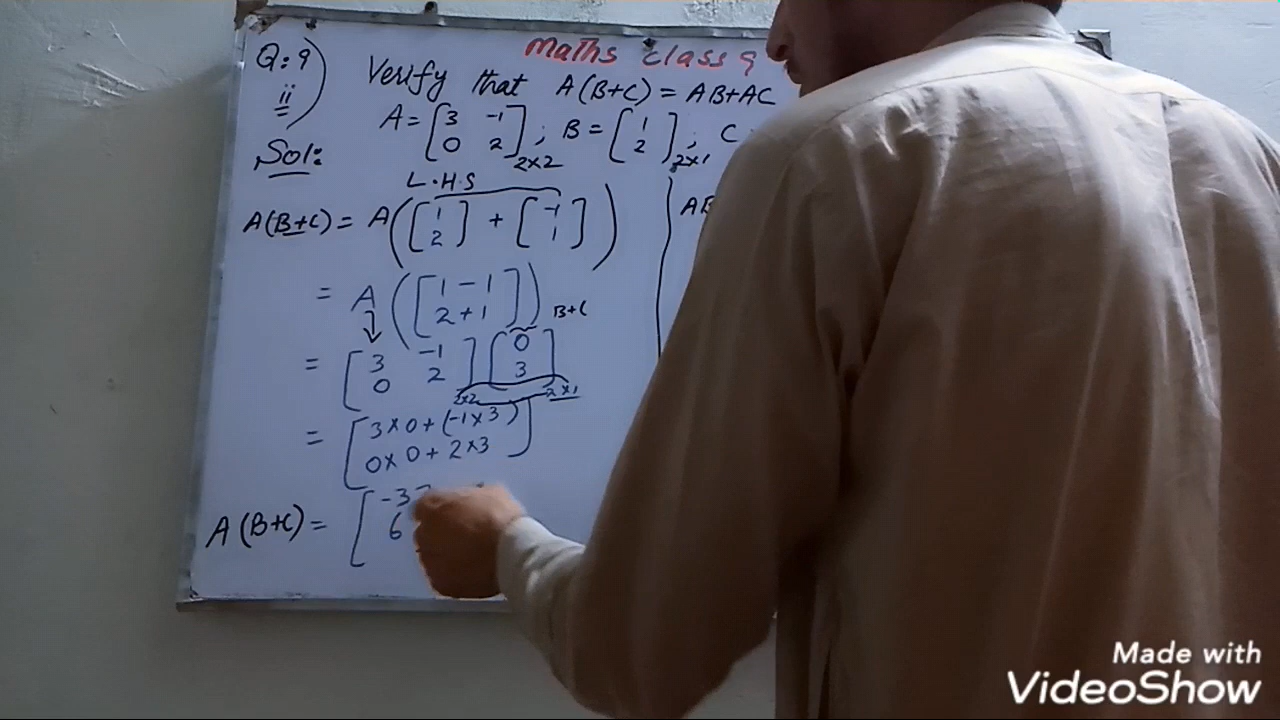 Maths class 9
Q:9 ii) Verify that A(B+C) = AB+AC
A = [3 -1; 0 2] 2×2 ; B = [1; 2] 2×1 ; C
Sol:
L.H.S
A(B+C) = A([1; 2] + [-1; 1])
AB
= A([1-1; 2+1])
B+C
= [3 -1; 0 2] 2×2 [0; 3] 2×1
= [3×0+(-1×3); 0×0+2×3]
A(B+C) = [-3; 6
Made with
VideoShow